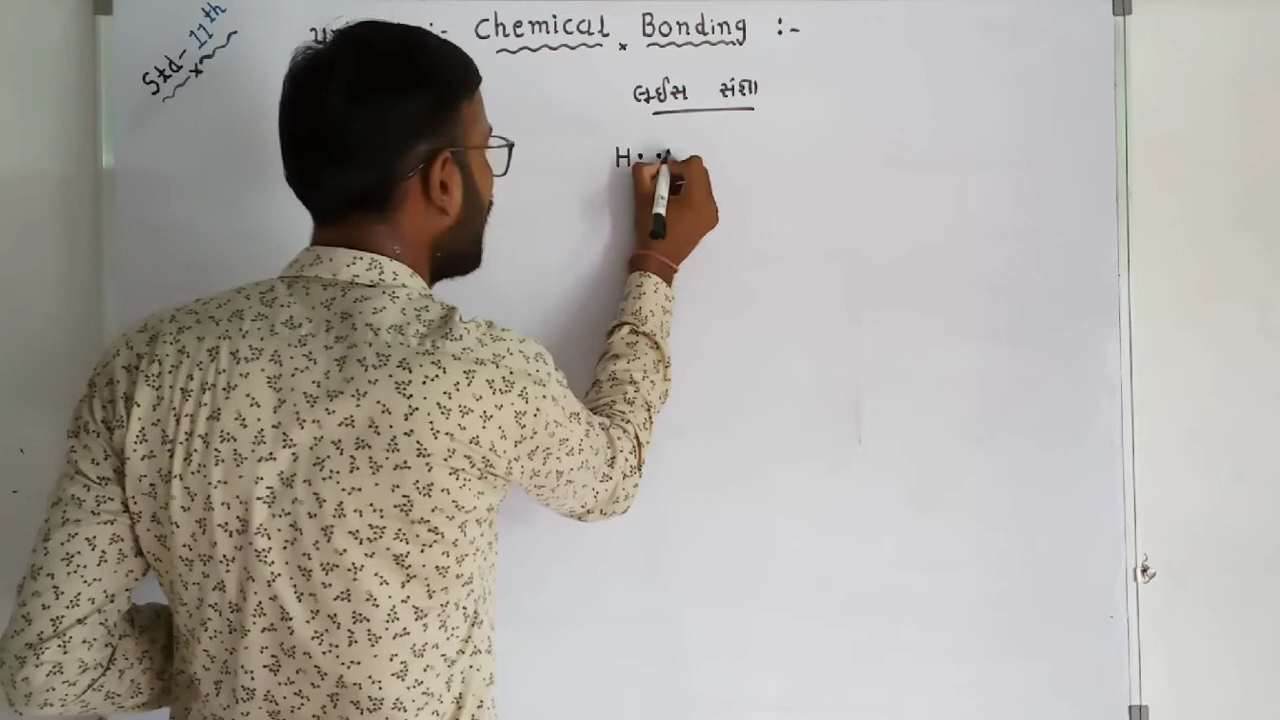 Std-11th
Chemical Bonding :-
લૂઈસ સંજ્ઞા
H• •